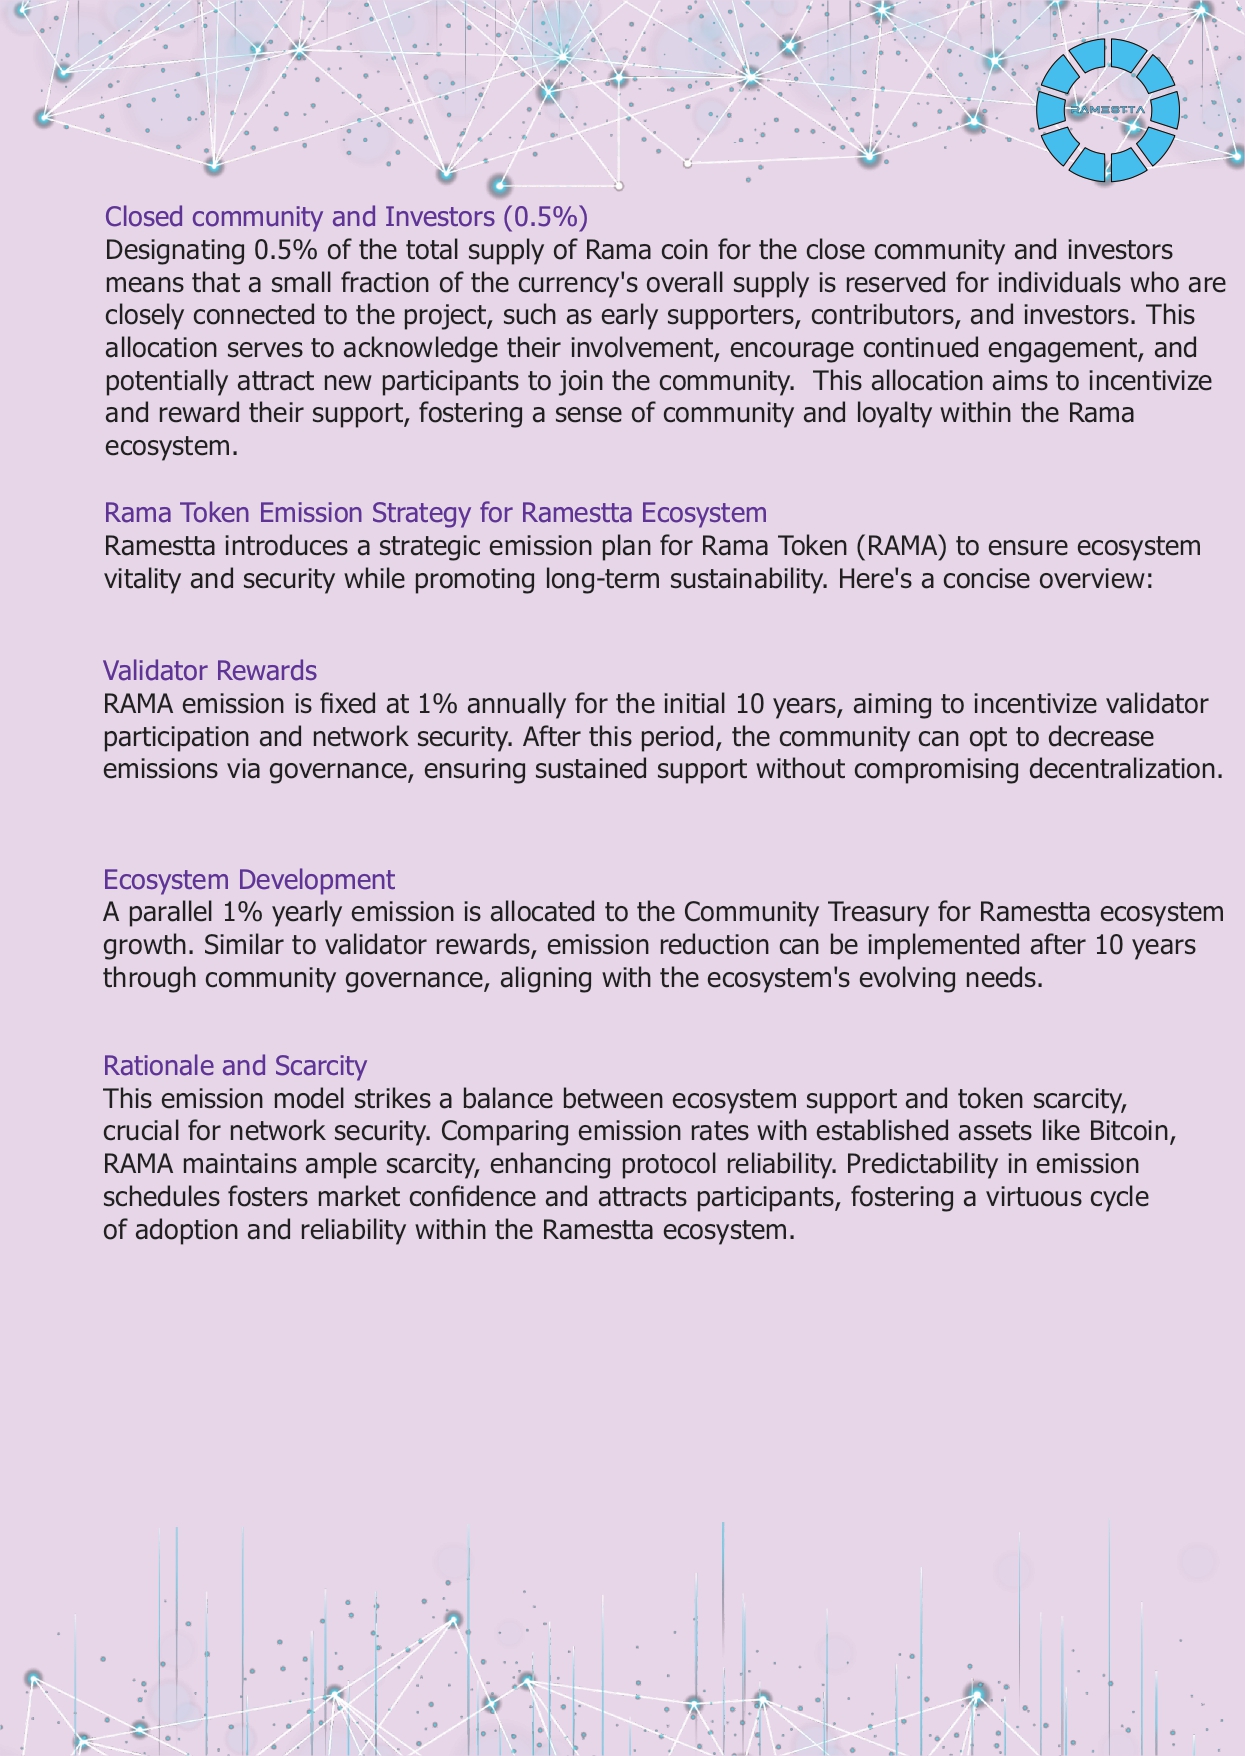 RAMESTTA
Closed community and Investors (0.5%)
Designating 0.5% of the total supply of Rama coin for the close community and investors
means that a small fraction of the currency's overall supply is reserved for individuals who are
closely connected to the project, such as early supporters, contributors, and investors. This
allocation serves to acknowledge their involvement, encourage continued engagement, and
potentially attract new participants to join the community.  This allocation aims to incentivize
and reward their support, fostering a sense of community and loyalty within the Rama
ecosystem.
Rama Token Emission Strategy for Ramestta Ecosystem
Ramestta introduces a strategic emission plan for Rama Token (RAMA) to ensure ecosystem
vitality and security while promoting long-term sustainability. Here's a concise overview:
Validator Rewards
RAMA emission is fixed at 1% annually for the initial 10 years, aiming to incentivize validator
participation and network security. After this period, the community can opt to decrease
emissions via governance, ensuring sustained support without compromising decentralization.
Ecosystem Development
A parallel 1% yearly emission is allocated to the Community Treasury for Ramestta ecosystem
growth. Similar to validator rewards, emission reduction can be implemented after 10 years
through community governance, aligning with the ecosystem's evolving needs.
Rationale and Scarcity
This emission model strikes a balance between ecosystem support and token scarcity,
crucial for network security. Comparing emission rates with established assets like Bitcoin,
RAMA maintains ample scarcity, enhancing protocol reliability. Predictability in emission
schedules fosters market confidence and attracts participants, fostering a virtuous cycle
of adoption and reliability within the Ramestta ecosystem.